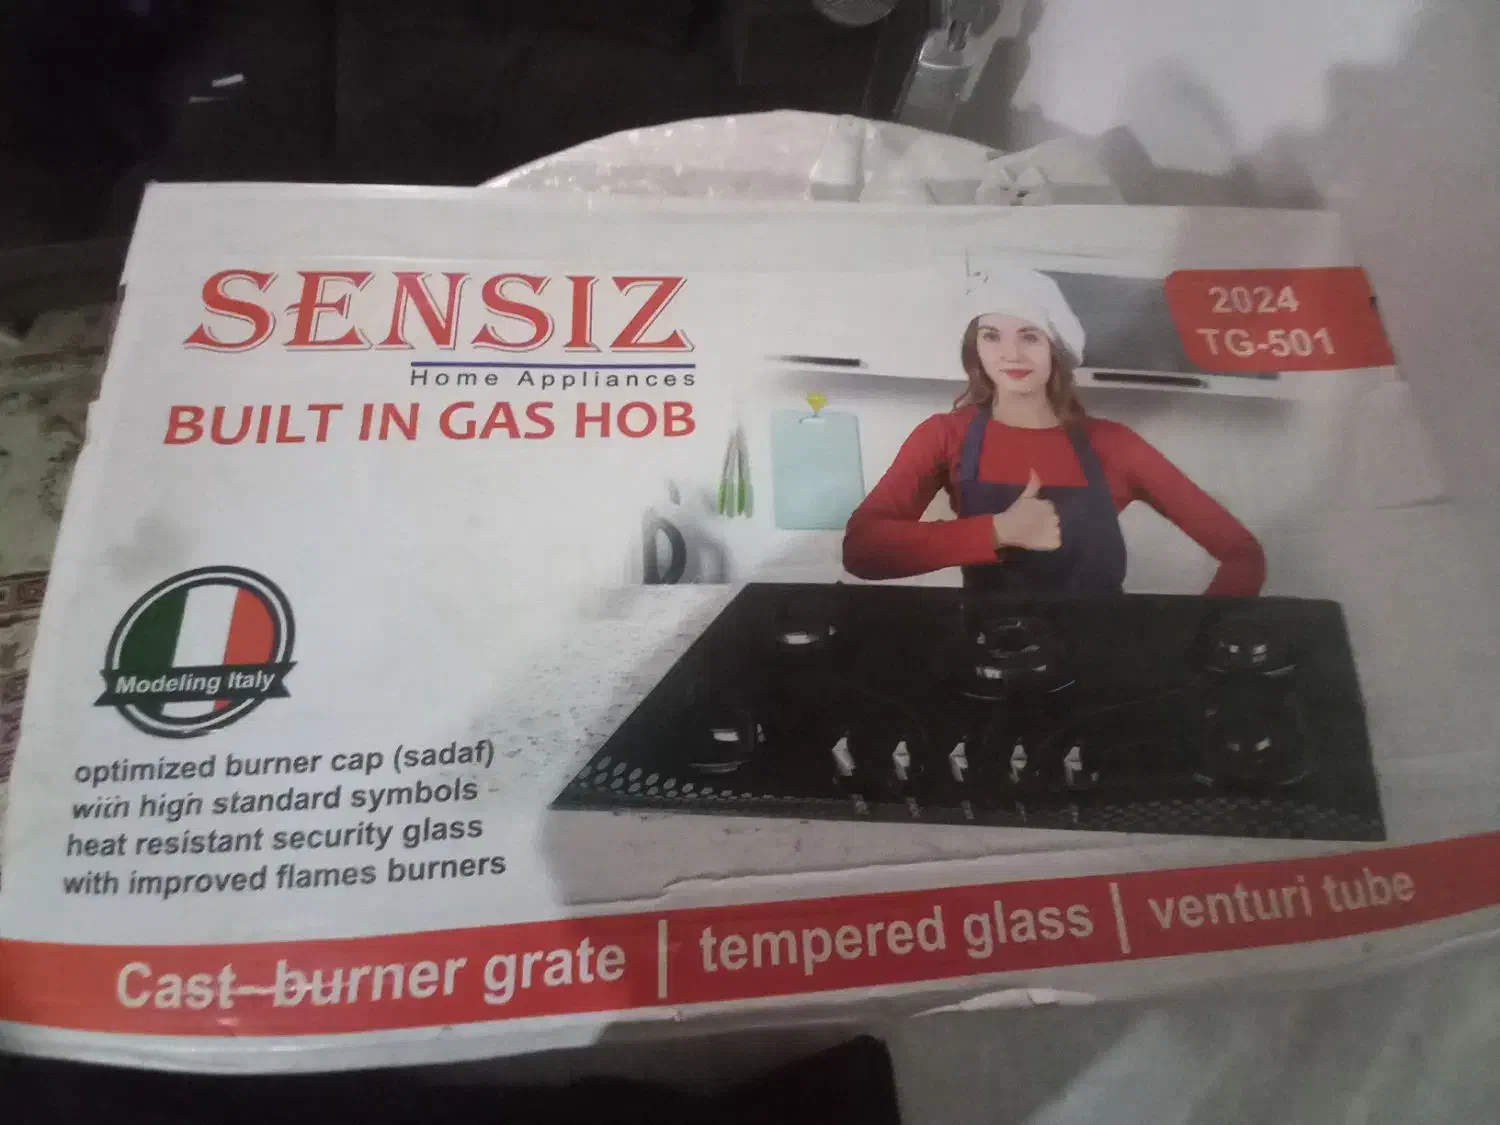 SENSIZ
Home Appliances
BUILT IN GAS HOB
2024
TG-501
Modeling Italy
optimized burner cap (sadaf)
with high standard symbols
heat resistant security glass
with improved flames burners
Cast burner grate | tempered glass | venturi tube